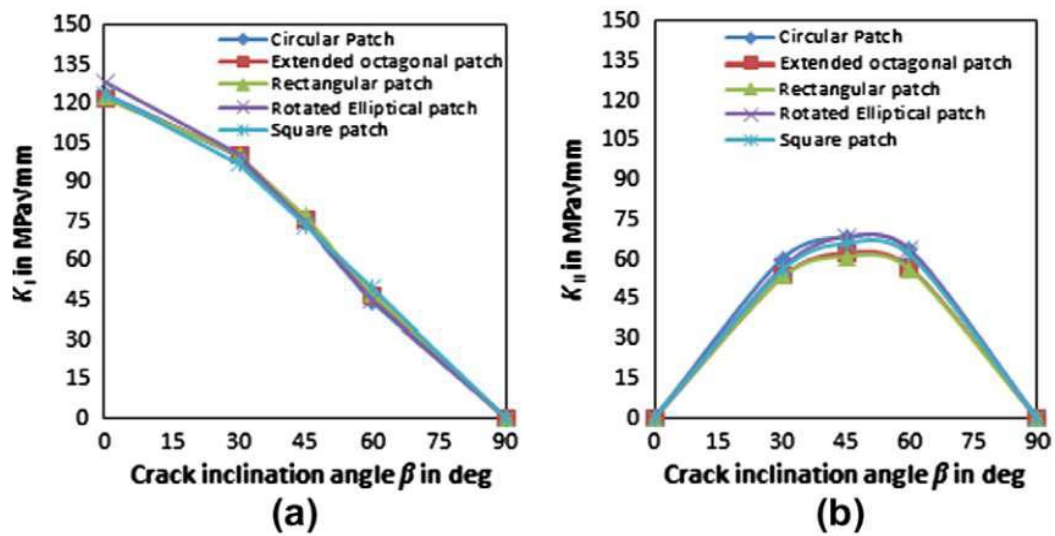 150
135
120
105
90
75
60
45
30
15
0
K_I in MPa√mm
Circular Patch
Extended octagonal patch
Rectangular patch
Rotated Elliptical patch
Square patch
0 15 30 45 60 75 90
Crack inclination angle β in deg
(a)
150
135
120
105
90
75
60
45
30
15
0
K_II in MPa√mm
Circular Patch
Extended octagonal patch
Rectangular patch
Rotated Elliptical patch
Square patch
0 15 30 45 60 75 90
Crack inclination angle β in deg
(b)